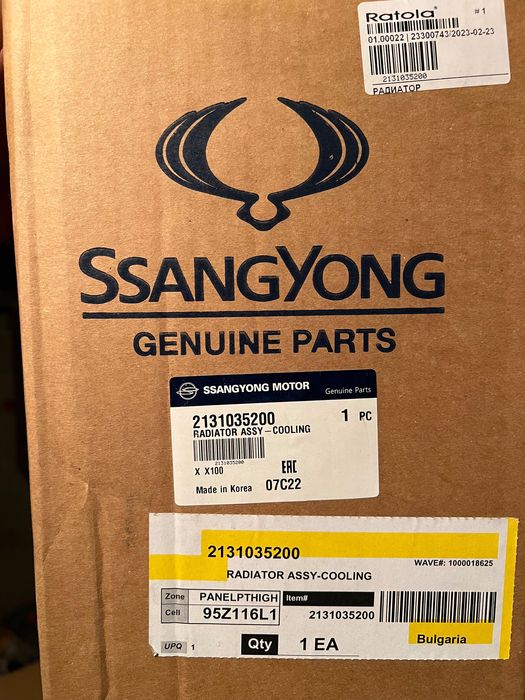 Ratola® #1
01.00022 | 23300743/2023-02-23
2131035200
РАДИАТОР
SSANGYONG
GENUINE PARTS
SSANGYONG MOTOR Genuine Parts
2131035200 1 PC
RADIATOR ASSY-COOLING
2131035200
X X100 EAC
Made in Korea 07C22
2131035200
WAVE#: 1000018625
RADIATOR ASSY-COOLING
Zone PANELPTHIGH Item#
Cell 95Z116L1 2131035200
UPQ 1 Qty 1 EA Bulgaria